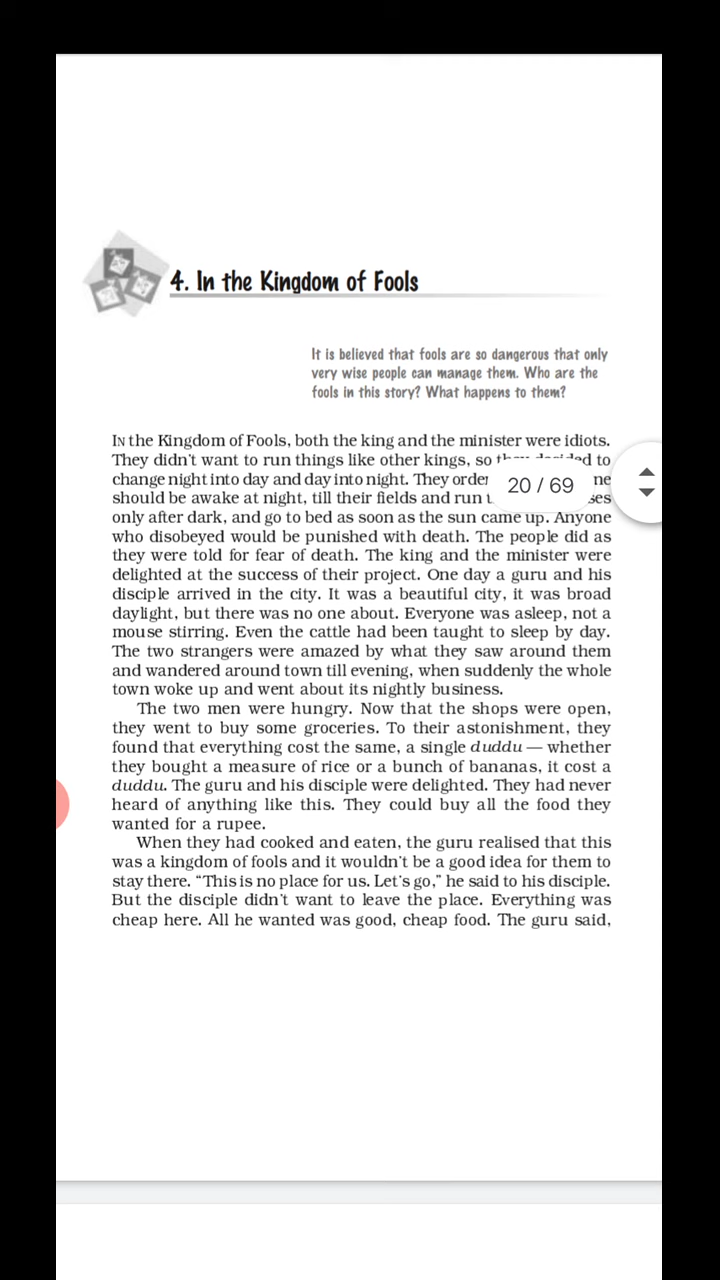 4. In the Kingdom of Fools
It is believed that fools are so dangerous that only
very wise people can manage them. Who are the
fools in this story? What happens to them?
IN the Kingdom of Fools, both the king and the minister were idiots.
They didn't want to run things like other kings, so they decided to
change night into day and day into night. They ne
20 / 69
should be awake at night, till their fields and run
only after dark, and go to bed as soon as the sun came up. Anyone
who disobeyed would be punished with death. The people did as
they were told for fear of death. The king and the minister were
delighted at the success of their project. One day a guru and his
disciple arrived in the city. It was a beautiful city, it was broad
daylight, but there was no one about. Everyone was asleep, not a
mouse stirring. Even the cattle had been taught to sleep by day.
The two strangers were amazed by what they saw around them
and wandered around town till evening, when suddenly the whole
town woke up and went about its nightly business.
The two men were hungry. Now that the shops were open,
they went to buy some groceries. To their astonishment, they
found that everything cost the same, a single duddu — whether
they bought a measure of rice or a bunch of bananas, it cost a
duddu. The guru and his disciple were delighted. They had never
heard of anything like this. They could buy all the food they
wanted for a rupee.
When they had cooked and eaten, the guru realised that this
was a kingdom of fools and it wouldn't be a good idea for them to
stay there. “This is no place for us. Let's go,” he said to his disciple.
But the disciple didn't want to leave the place. Everything was
cheap here. All he wanted was good, cheap food. The guru said,